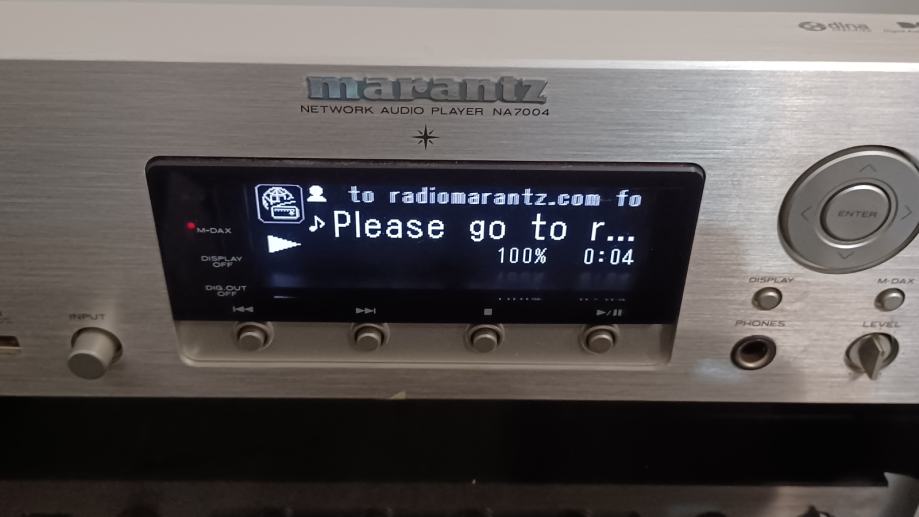 dlna
marantz
NETWORK AUDIO PLAYER NA7004
to radiomarantz.com fo
Please go to r...
100% 0:04
M-DAX
DISPLAY
OFF
DIG.OUT
OFF
INPUT
ENTER
DISPLAY
M-DAX
PHONES
LEVEL